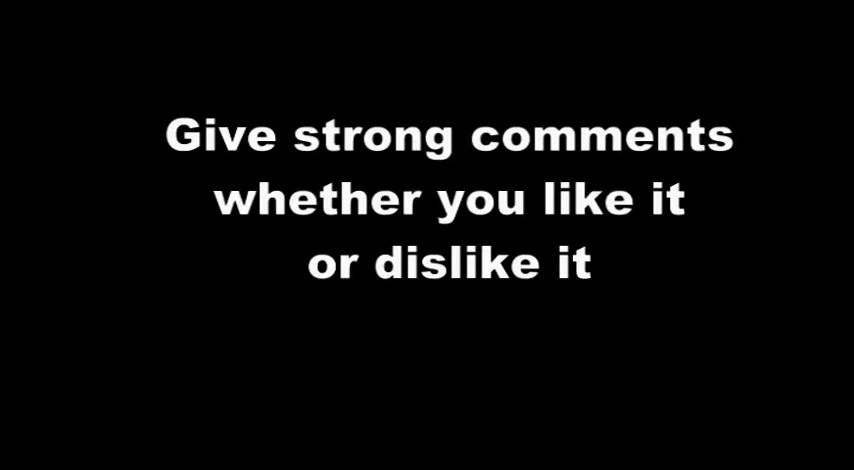 Give strong comments
whether you like it
or dislike it